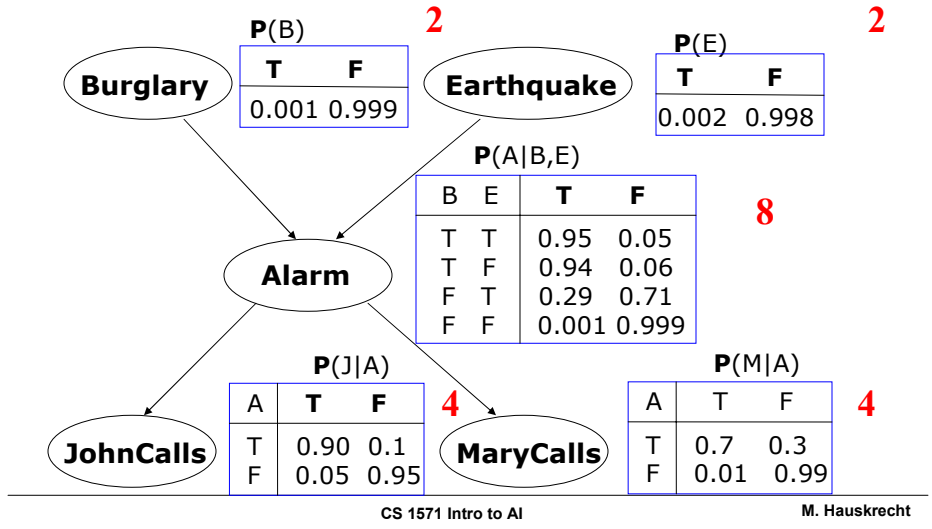 2
2
P(B)
T F
0.001 0.999
P(E)
T F
0.002 0.998
Burglary
Earthquake
P(A|B,E)
B E T F
T T 0.95 0.05
T F 0.94 0.06
F T 0.29 0.71
F F 0.001 0.999
8
Alarm
P(J|A)
A T F
T 0.90 0.1
F 0.05 0.95
4
P(M|A)
A T F
T 0.7 0.3
F 0.01 0.99
4
JohnCalls
MaryCalls
CS 1571 Intro to AI
M. Hauskrecht